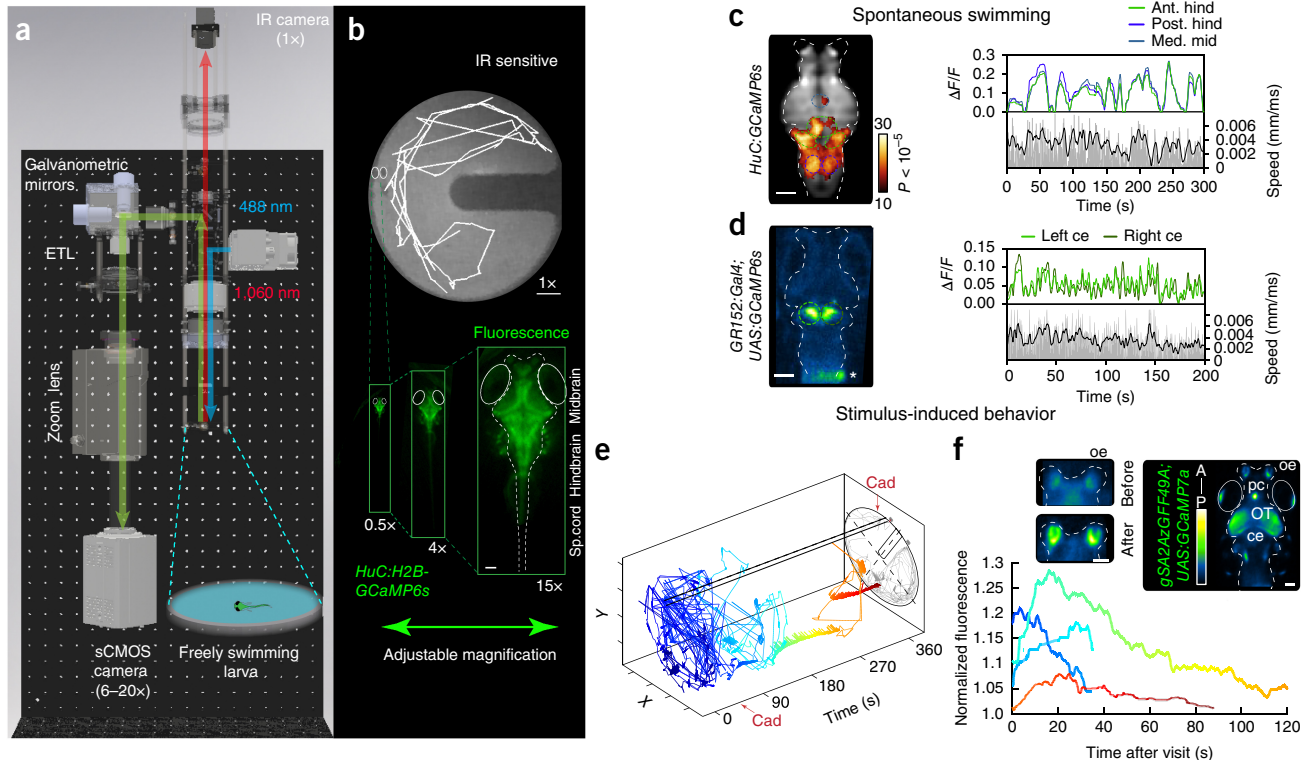 a
IR camera
(1×)
Galvanometric
mirrors
488 nm
ETL
1,060 nm
Zoom lens
sCMOS
camera
(6–20×)
Freely swimming
larva
b
IR sensitive
1×
Fluorescence
0.5×
4×
15×
Sp.cord Hindbrain Midbrain
HuC:H2B-
GCaMP6s
Adjustable magnification
c
Spontaneous swimming
HuC:GCaMP6s
30
P < 10⁻⁵
10
Ant. hind
Post. hind
Med. mid
ΔF/F
0.3
0.2
0.1
0.0
0.006
0.004
0.002
Speed (mm/ms)
0 50 100 150 200 250 300
Time (s)
d
GR152:Gal4;
UAS:GCaMP6s
*
Left ce Right ce
ΔF/F
0.15
0.10
0.05
0.00
0.006
0.004
0.002
0
Speed (mm/ms)
0 50 100 150 200
Time (s)
Stimulus-induced behavior
e
Cad
Y
X
0 90 180 270 360
Time (s)
Cad
f
oe
Before
After
gSA2AzGFF49A;
UAS:GCaMP7a
A
P
oe
pc
OT
ce
Normalized fluorescence
1.3
1.25
1.15
1.1
1.05
1.0
0 20 40 60 80 100 120
Time after visit (s)